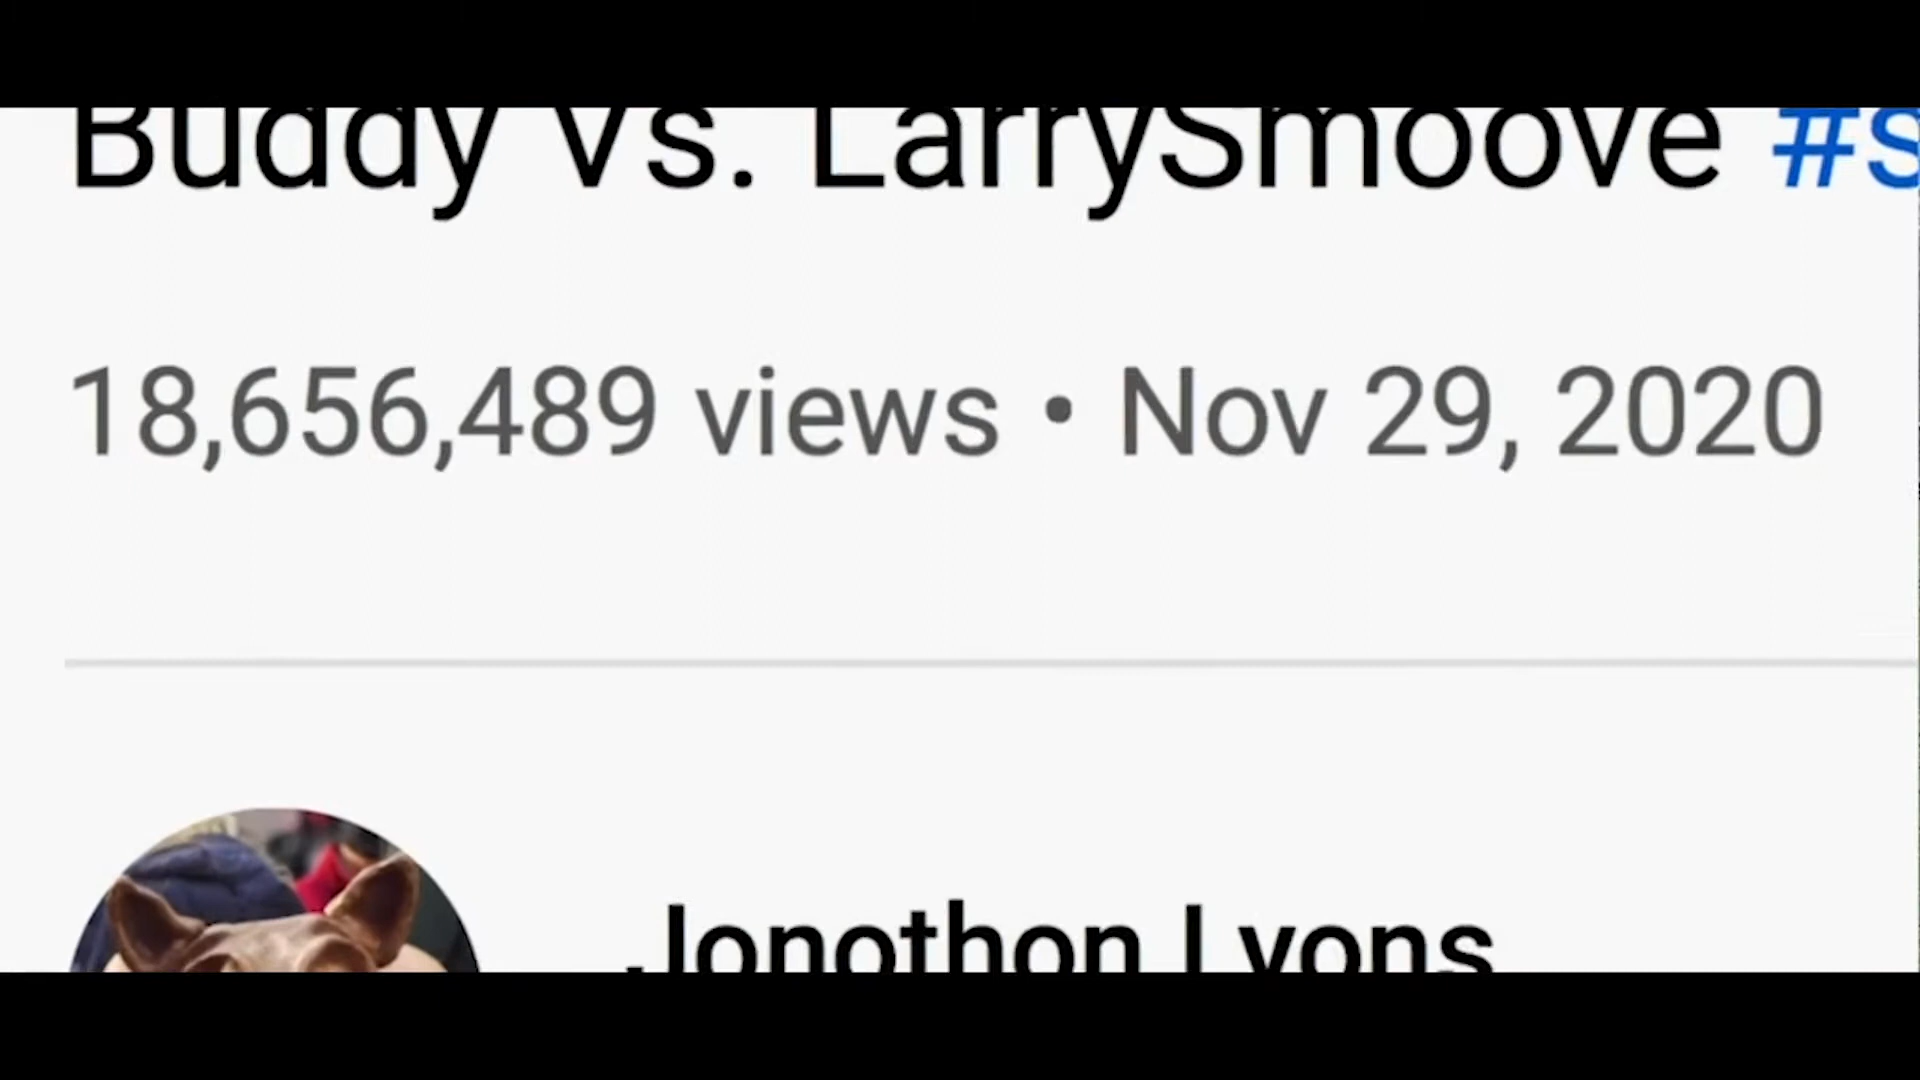 Buddy Vs. LarrySmoove #s
18,656,489 views • Nov 29, 2020
Jonothon Lyons